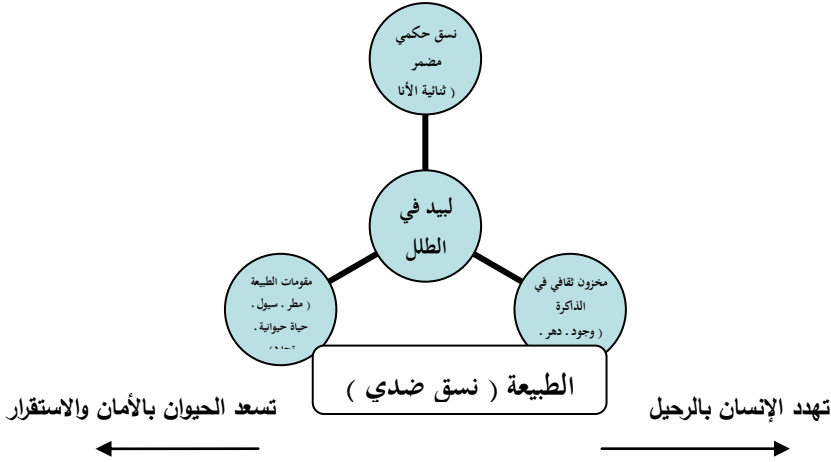 نسق حكمي
مضمر
( ثنائية الأنا
لبيد في
الطلل
مخزون ثقافي في
الذاكرة
( وجود . دهر .
مقومات الطبيعة
( مطر . سيول .
حياة حيوانية .
الطبيعة ( نسق ضدي )
تهدد الإنسان بالرحيل
تسعد الحيوان بالأمان والاستقرار